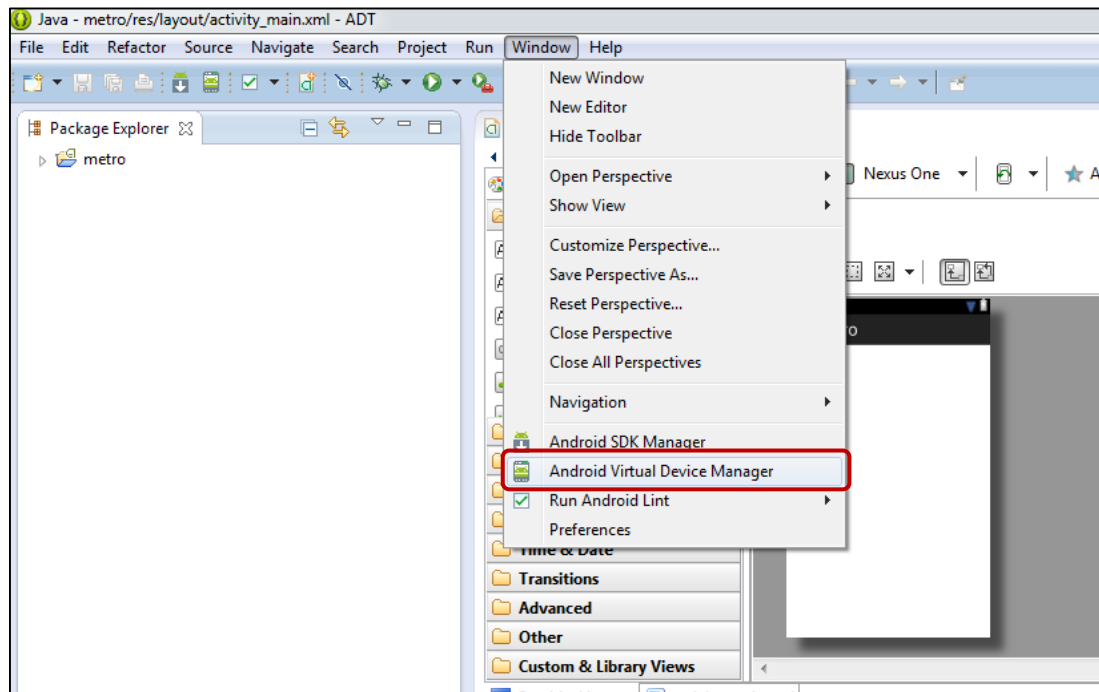 Java - metro/res/layout/activity_main.xml - ADT
File Edit Refactor Source Navigate Search Project Run Window Help
Package Explorer
metro
New Window
New Editor
Hide Toolbar
Open Perspective
Show View
Customize Perspective...
Save Perspective As...
Reset Perspective...
Close Perspective
Close All Perspectives
Navigation
Android SDK Manager
Android Virtual Device Manager
Run Android Lint
Preferences
Nexus One
A
ro
Time & Date
Transitions
Advanced
Other
Custom & Library Views